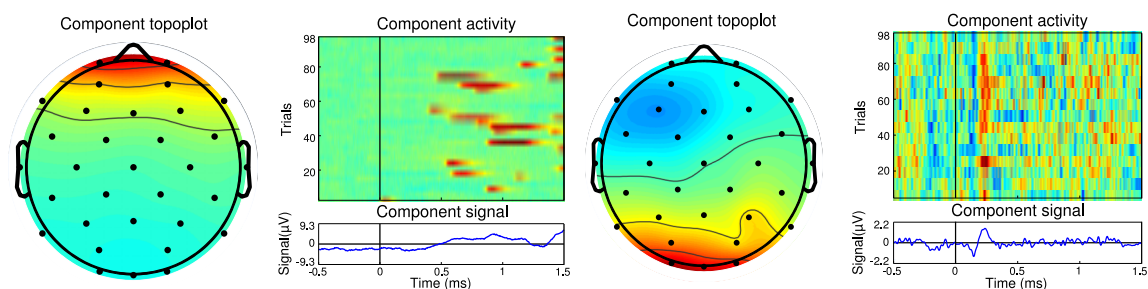 Component topoplot
Component activity
Trials
98
80
60
40
20
Component signal
Signal(µV)
9.3
0
-9.3
-0.5
0
0.5
1
1.5
Time (ms)
Component topoplot
Component activity
Trials
98
80
60
40
20
Component signal
Signal(µV)
2.2
0
-2.2
-0.5
0
0.5
1
1.5
Time (ms)